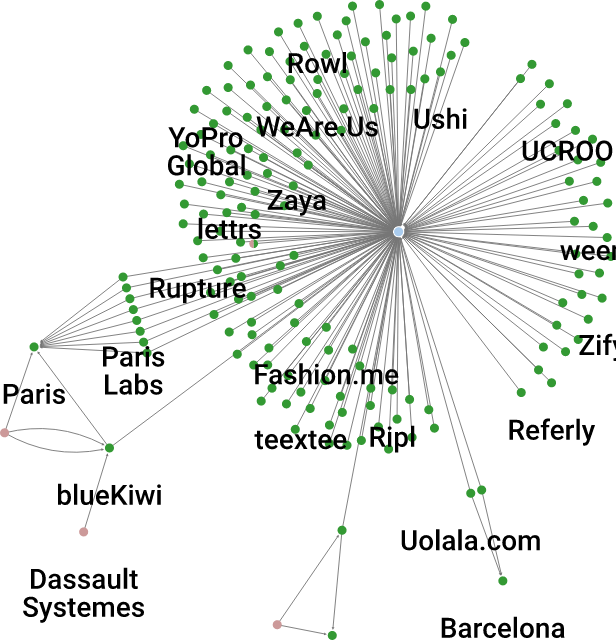 Rowl
Ushi
WeAre.Us
YoPro
Global
UCROO
Zaya
lettrs
weer
Rupture
Zify
Paris
Labs
Fashion.me
Paris
teextee
Ripl
Referly
blueKiwi
Uolala.com
Dassault
Systemes
Barcelona